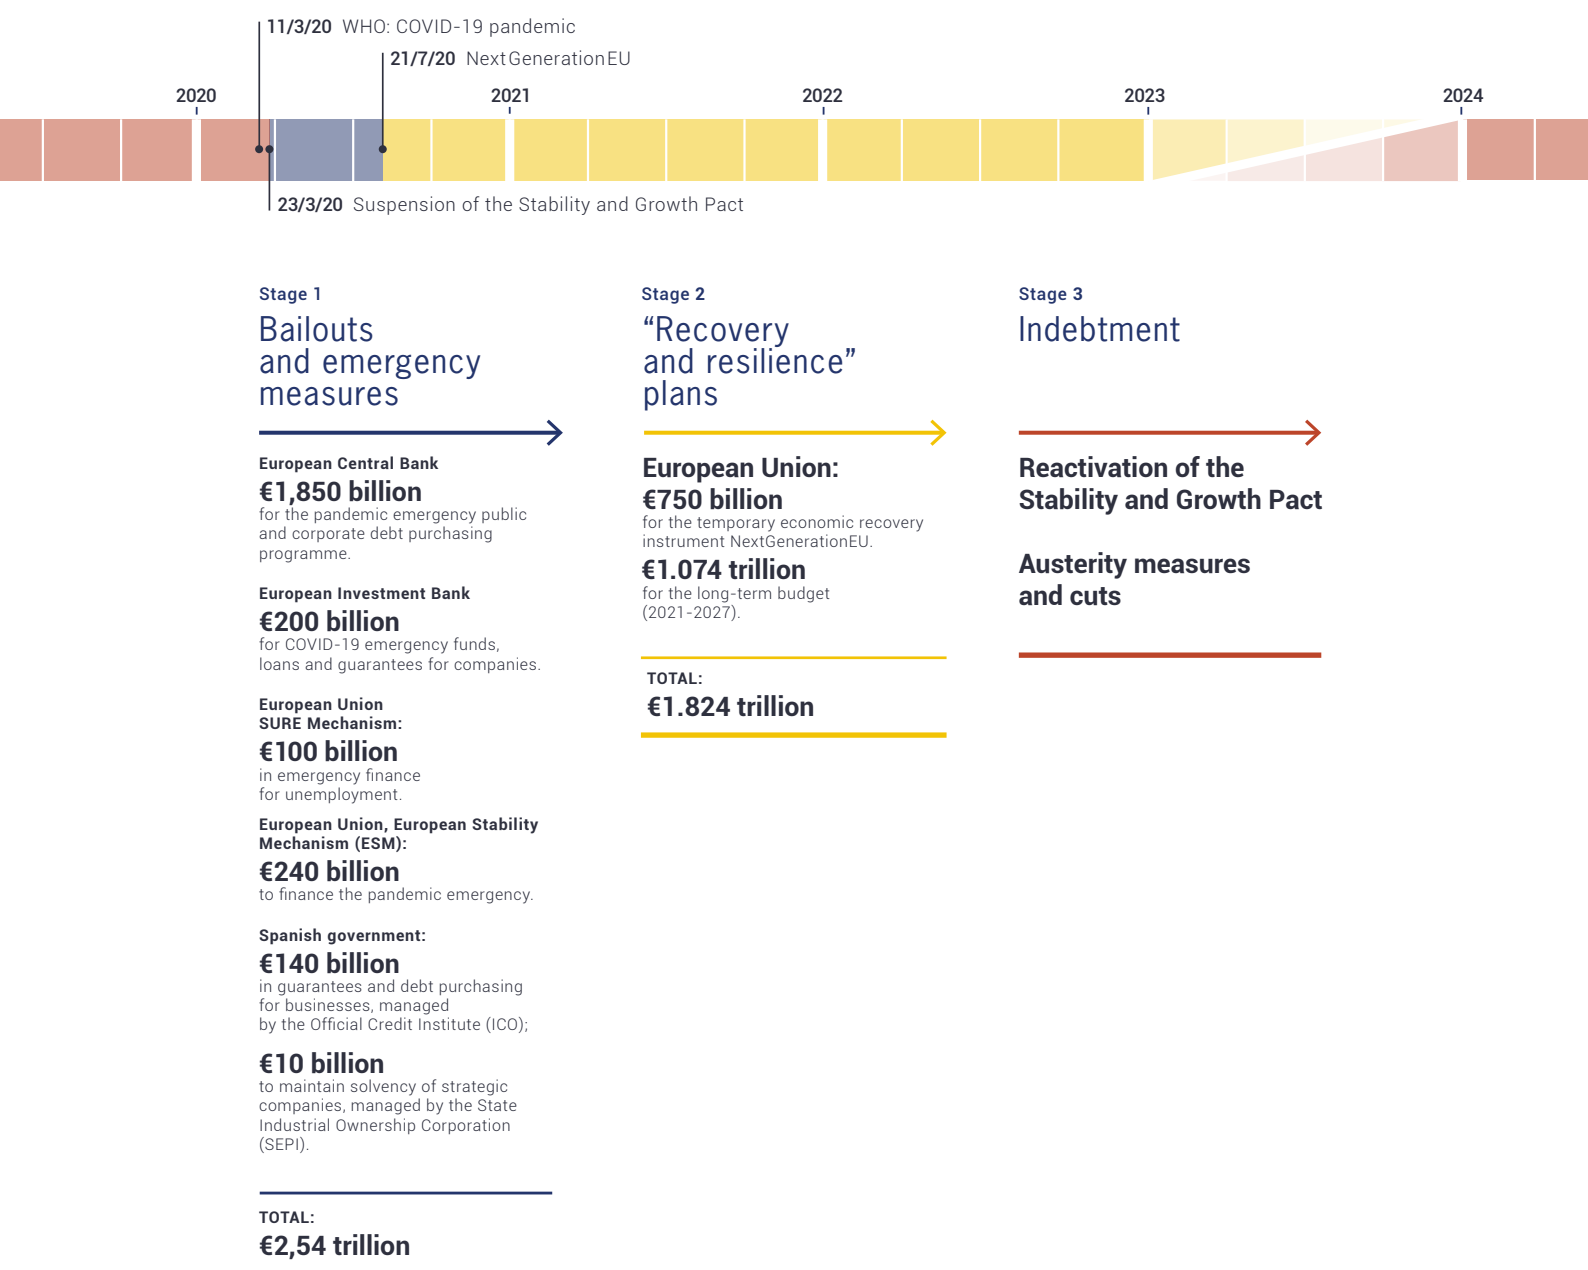 11/3/20 WHO: COVID-19 pandemic
21/7/20 NextGenerationEU
2020 2021 2022 2023 2024
23/3/20 Suspension of the Stability and Growth Pact
Stage 1
Bailouts
and emergency
measures
European Central Bank
€1,850 billion
for the pandemic emergency public
and corporate debt purchasing
programme.
European Investment Bank
€200 billion
for COVID-19 emergency funds,
loans and guarantees for companies.
European Union
SURE Mechanism:
€100 billion
in emergency finance
for unemployment.
European Union, European Stability
Mechanism (ESM):
€240 billion
to finance the pandemic emergency.
Spanish government:
€140 billion
in guarantees and debt purchasing
for businesses, managed
by the Official Credit Institute (ICO);
€10 billion
to maintain solvency of strategic
companies, managed by the State
Industrial Ownership Corporation
(SEPI).
TOTAL:
€2,54 trillion
Stage 2
“Recovery
and resilience”
plans
European Union:
€750 billion
for the temporary economic recovery
instrument NextGenerationEU.
€1.074 trillion
for the long-term budget
(2021-2027).
TOTAL:
€1.824 trillion
Stage 3
Indebtment
Reactivation of the
Stability and Growth Pact
Austerity measures
and cuts